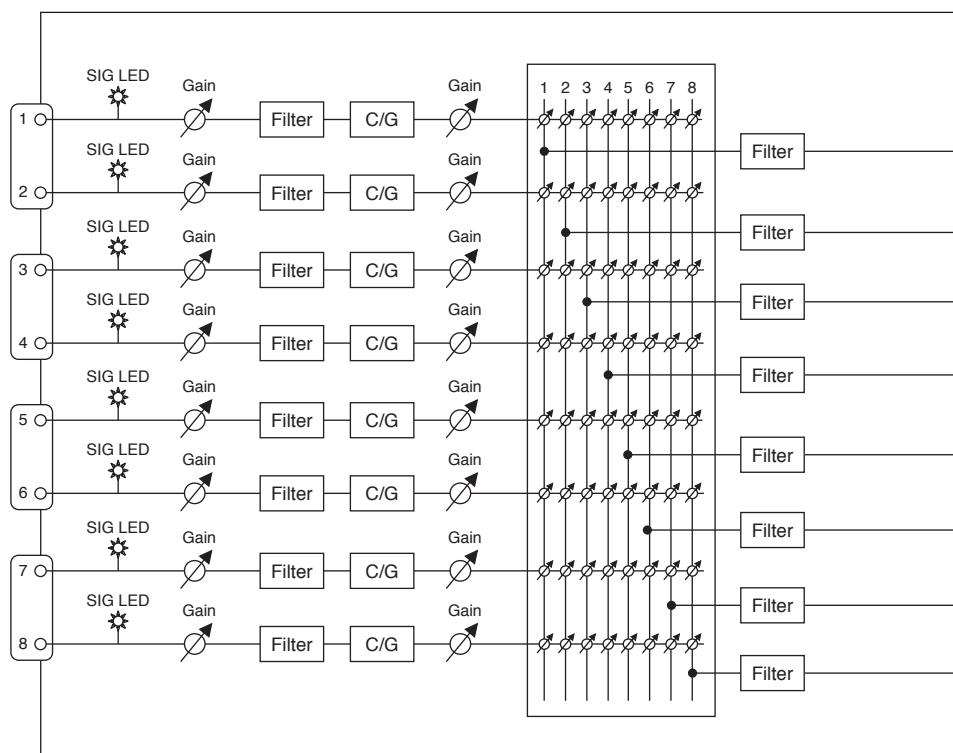 1 2 3 4 5 6 7 8
SIG LED
Gain
Gain
1
Filter
C/G
Filter
SIG LED
Gain
Gain
2
Filter
C/G
Filter
SIG LED
Gain
Gain
3
Filter
C/G
Filter
SIG LED
Gain
Gain
4
Filter
C/G
Filter
SIG LED
Gain
Gain
5
Filter
C/G
Filter
SIG LED
Gain
Gain
6
Filter
C/G
Filter
SIG LED
Gain
Gain
7
Filter
C/G
Filter
SIG LED
Gain
Gain
8
Filter
C/G
Filter